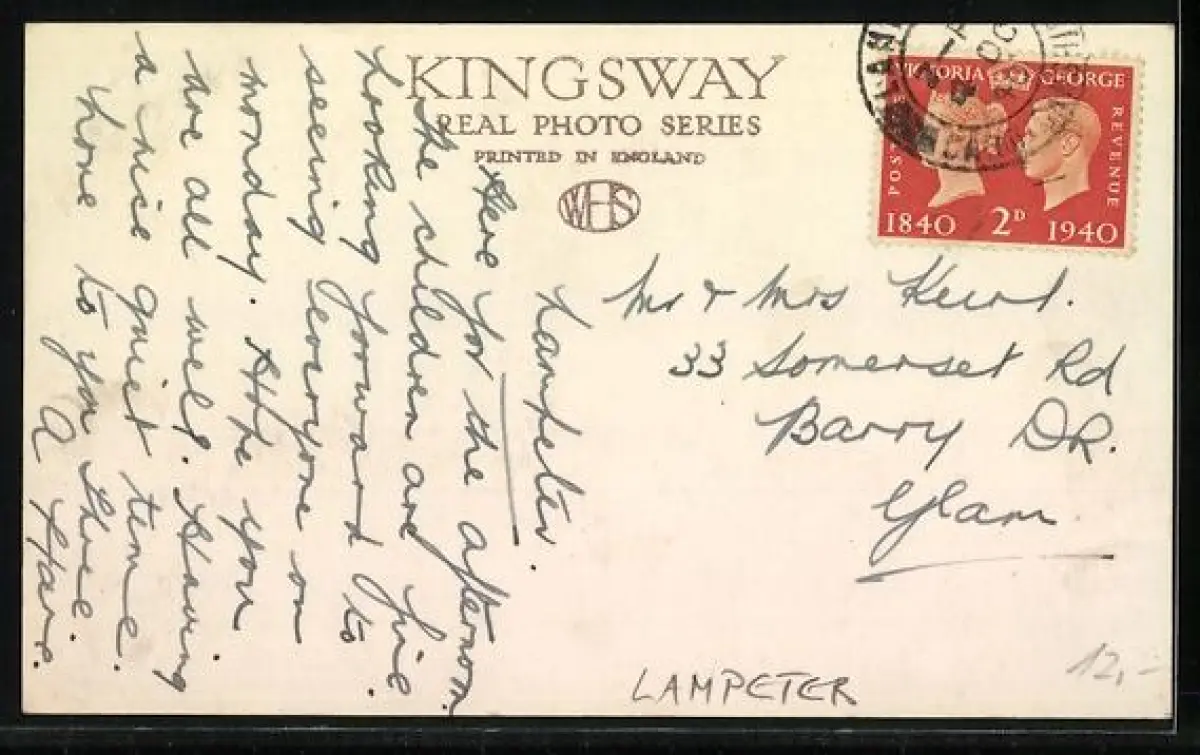 KINGSWAY
REAL PHOTO SERIES
PRINTED IN ENGLAND
WHS
VICTORIA GEORGE
REVENUE
1840 2D 1940
Lampeter.
Here for the afternoon.
The children are fine.
Looking forward to
seeing everyone on
monday. Hope you
are all well. Having
a nice quiet time.
love to you three.
A
Mr & Mrs
33 Somerset Rd
Barry DR.
Glam
LAMPETER
12,-